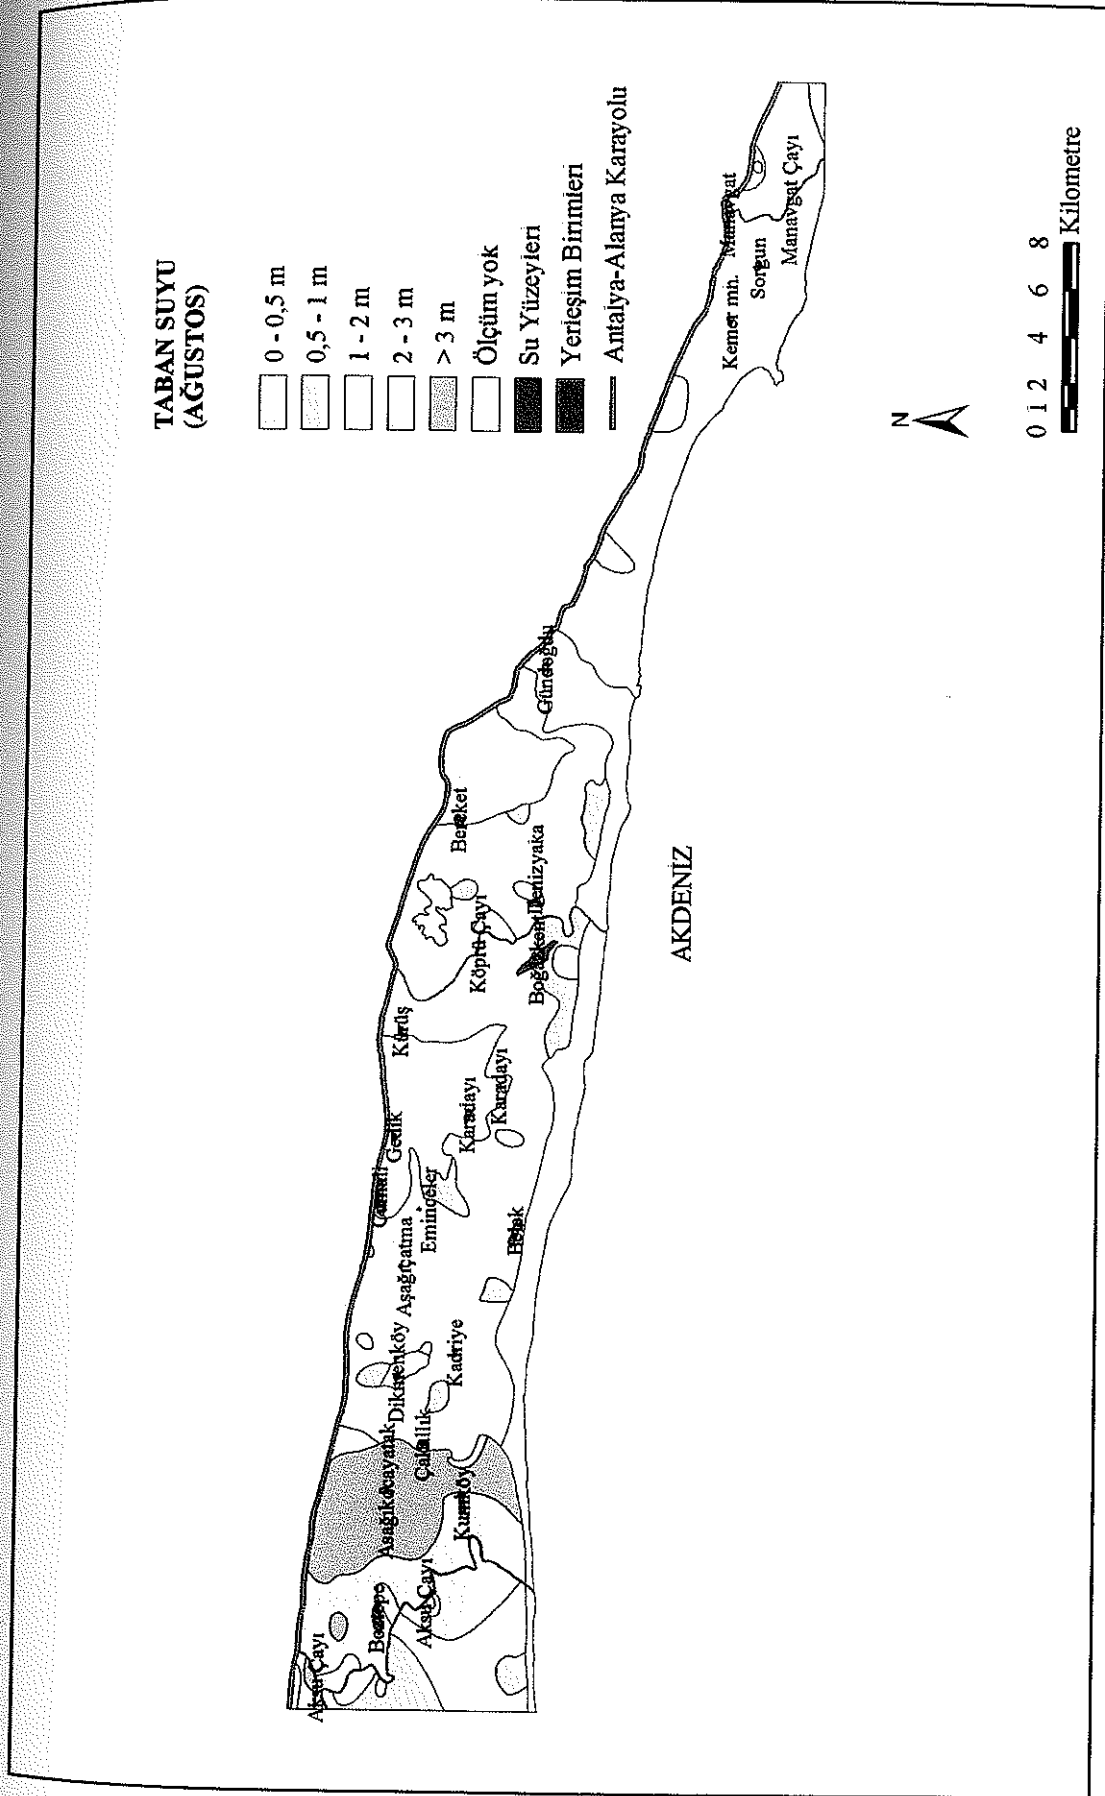 TABAN SUYU
(AĞUSTOS)
0 - 0,5 m
0,5 - 1 m
1 - 2 m
2 - 3 m
> 3 m
Ölçüm yok
Su Yüzeyleri
Yerleşim Birimleri
Antalya-Alanya Karayolu
Aksu Çayı
Boztepe
Aksu Çayı
Aşağıkocayatak
Çakallık
Kumköy
Dikmenköy
Kadriye
Aşağıçatma
Eminceler
Belek
Gedik
Karadayı
Karadayı
Kürüş
Köprü Çayı
Boğazkent
Denizyaka
Bereket
Gündoğdu
Kemer mh.
Manavgat
Sorgun
Manavgat Çayı
AKDENİZ
N
0 1 2 4 6 8
Kilometre